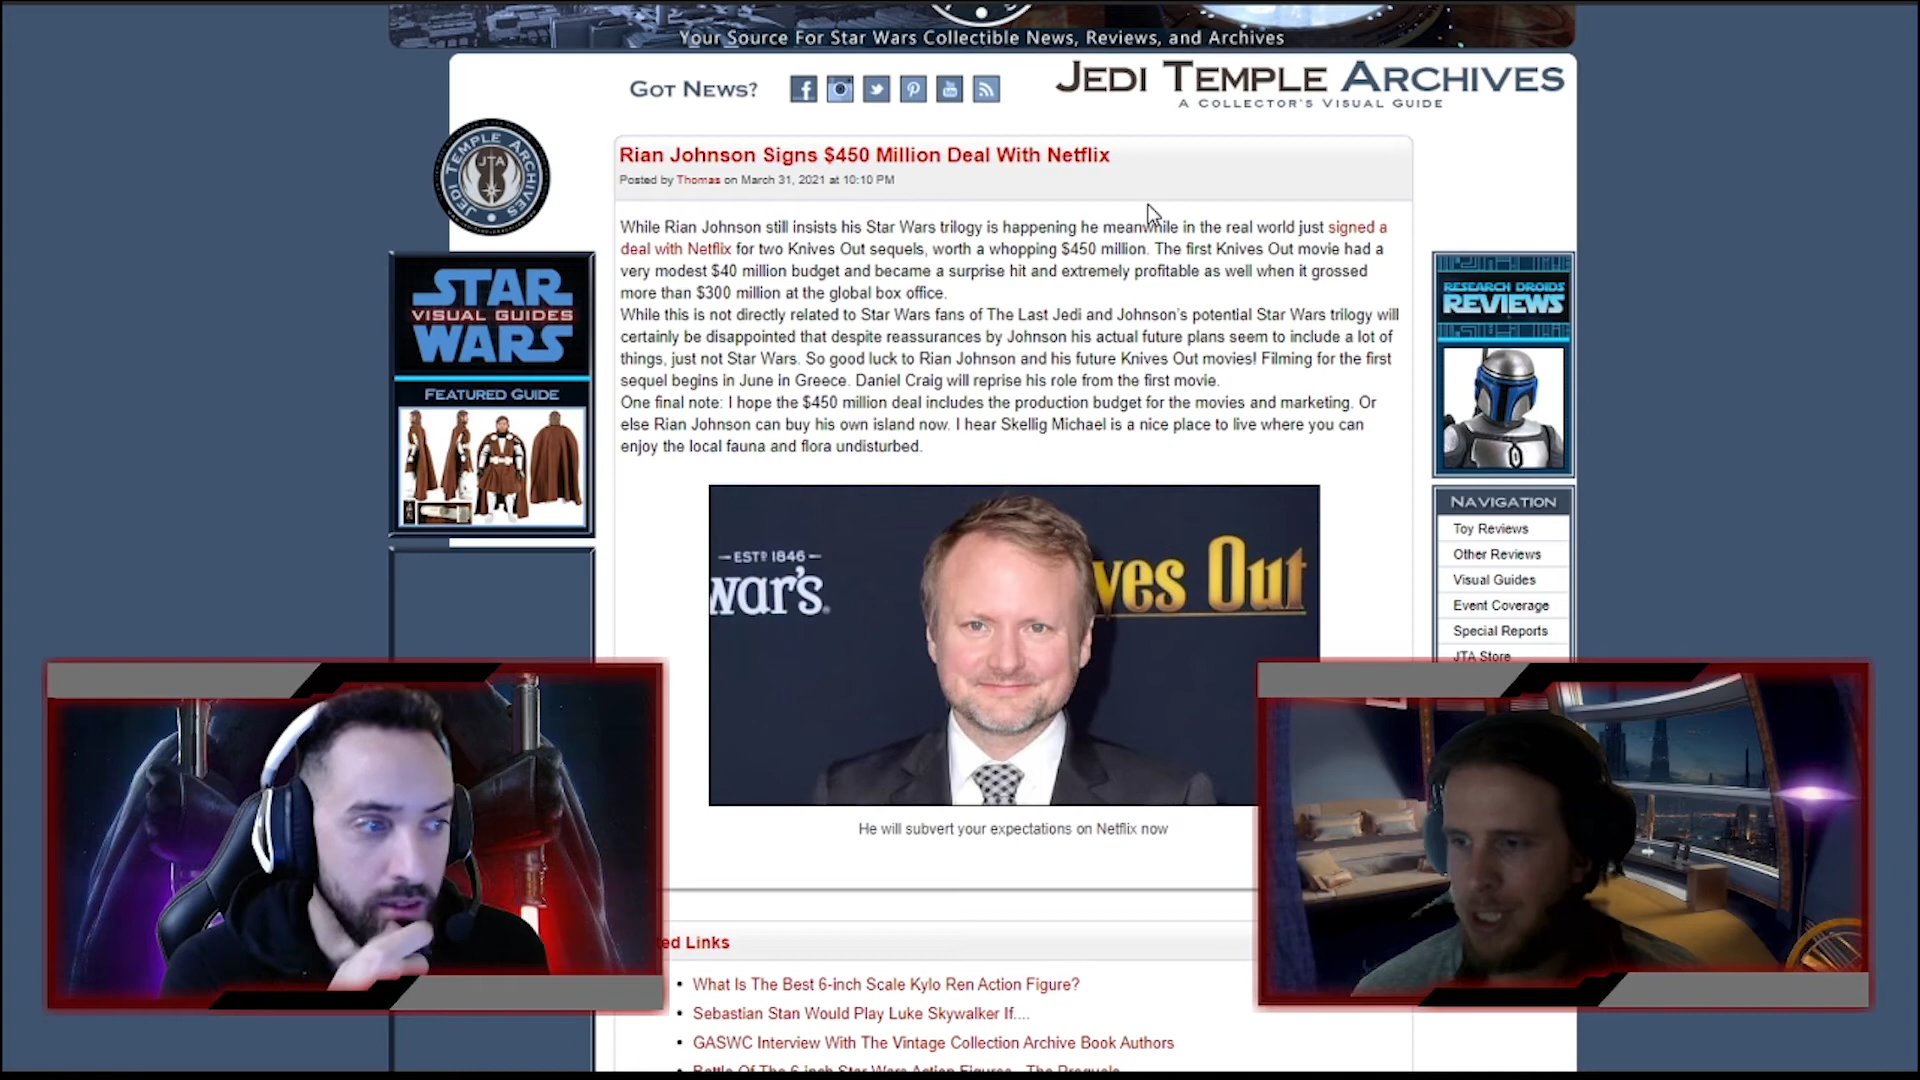 Your Source For Star Wars Collectible News, Reviews, and Archives
GOT NEWS?
JEDI TEMPLE ARCHIVES
A COLLECTOR'S VISUAL GUIDE
JEDI TEMPLE ARCHIVES
JTA
Rian Johnson Signs $450 Million Deal With Netflix
Posted by Thomas on March 31, 2021 at 10:10 PM
While Rian Johnson still insists his Star Wars trilogy is happening he meanwhile in the real world just signed a
deal with Netflix for two Knives Out sequels, worth a whopping $450 million. The first Knives Out movie had a
very modest $40 million budget and became a surprise hit and extremely profitable as well when it grossed
more than $300 million at the global box office.
While this is not directly related to Star Wars fans of The Last Jedi and Johnson's potential Star Wars trilogy will
certainly be disappointed that despite reassurances by Johnson his actual future plans seem to include a lot of
things, just not Star Wars. So good luck to Rian Johnson and his future Knives Out movies! Filming for the first
sequel begins in June in Greece. Daniel Craig will reprise his role from the first movie.
One final note: I hope the $450 million deal includes the production budget for the movies and marketing. Or
else Rian Johnson can buy his own island now. I hear Skellig Michael is a nice place to live where you can
enjoy the local fauna and flora undisturbed.
STAR
VISUAL GUIDES
WARS
FEATURED GUIDE
RESEARCH DROIDS
REVIEWS
NAVIGATION
Toy Reviews
Other Reviews
Visual Guides
Event Coverage
Special Reports
JTA Store
ESTD 1846
war's.
ves Out
He will subvert your expectations on Netflix now
ed Links
What Is The Best 6-inch Scale Kylo Ren Action Figure?
Sebastian Stan Would Play Luke Skywalker If....
GASWC Interview With The Vintage Collection Archive Book Authors
Battle Of The 6-inch Star Wars Action Figures - The Prequels